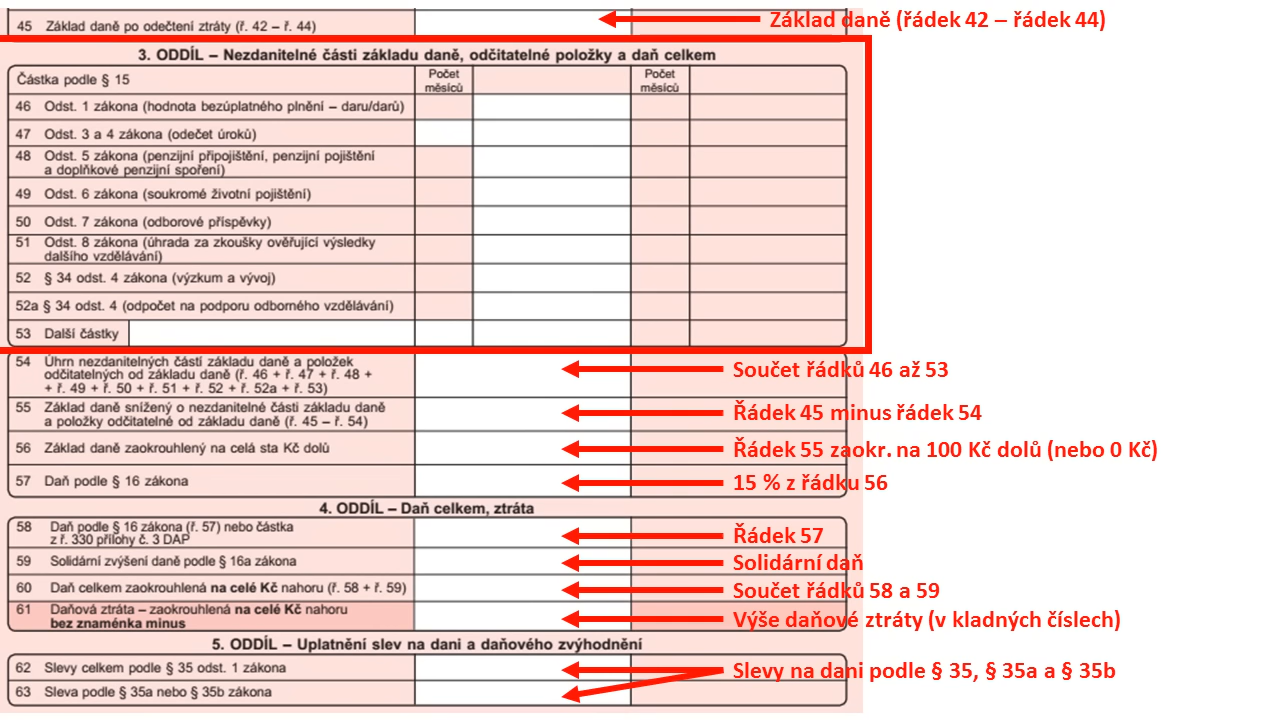 45 Základ daně po odečtení ztráty (ř. 42 – ř. 44)
Základ daně (řádek 42 – řádek 44)
3. ODDÍL – Nezdanitelné části základu daně, odčitatelné položky a daň celkem
Částka podle § 15
Počet
měsíců
Počet
měsíců
46 Odst. 1 zákona (hodnota bezúplatného plnění – daru/darů)
47 Odst. 3 a 4 zákona (odečet úroků)
48 Odst. 5 zákona (penzijní připojištění, penzijní pojištění
a doplňkové penzijní spoření)
49 Odst. 6 zákona (soukromé životní pojištění)
50 Odst. 7 zákona (odborové příspěvky)
51 Odst. 8 zákona (úhrada za zkoušky ověřující výsledky
dalšího vzdělávání)
52 § 34 odst. 4 zákona (výzkum a vývoj)
52a § 34 odst. 4 (odpočet na podporu odborného vzdělávání)
53 Další částky
54 Úhrn nezdanitelných částí základu daně a položek
odčitatelných od základu daně (ř. 46 + ř. 47 + ř. 48 +
+ ř. 49 + ř. 50 + ř. 51 + ř. 52 + ř. 52a + ř. 53)
Součet řádků 46 až 53
55 Základ daně snížený o nezdanitelné části základu daně
a položky odčitatelné od základu daně (ř. 45 – ř. 54)
Řádek 45 minus řádek 54
56 Základ daně zaokrouhlený na celá sta Kč dolů
Řádek 55 zaokr. na 100 Kč dolů (nebo 0 Kč)
57 Daň podle § 16 zákona
15 % z řádku 56
4. ODDÍL – Daň celkem, ztráta
58 Daň podle § 16 zákona (ř. 57) nebo částka
z ř. 330 přílohy č. 3 DAP
Řádek 57
59 Solidární zvýšení daně podle § 16a zákona
Solidární daň
60 Daň celkem zaokrouhlená na celé Kč nahoru (ř. 58 + ř. 59)
Součet řádků 58 a 59
61 Daňová ztráta – zaokrouhlená na celé Kč nahoru
bez znaménka minus
Výše daňové ztráty (v kladných číslech)
5. ODDÍL – Uplatnění slev na dani a daňového zvýhodnění
62 Slevy celkem podle § 35 odst. 1 zákona
Slevy na dani podle § 35, § 35a a § 35b
63 Sleva podle § 35a nebo § 35b zákona